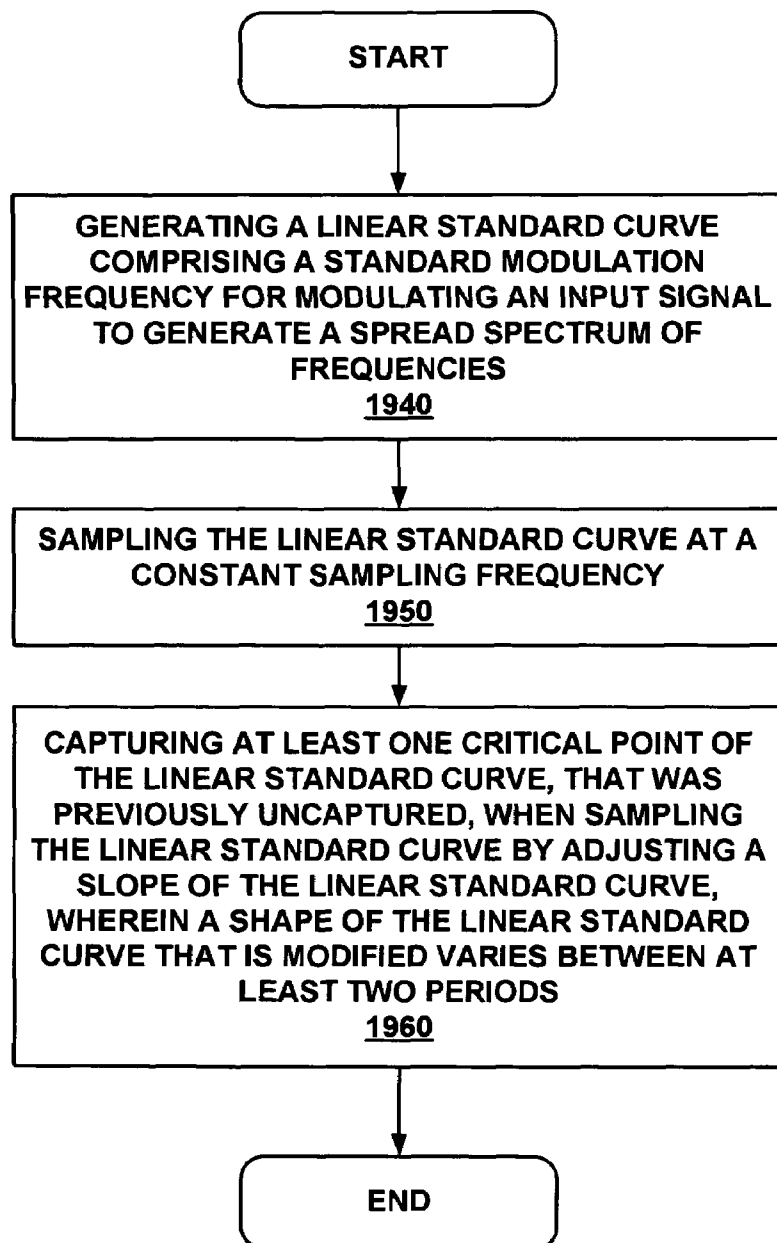 START
GENERATING A LINEAR STANDARD CURVE
COMPRISING A STANDARD MODULATION
FREQUENCY FOR MODULATING AN INPUT SIGNAL
TO GENERATE A SPREAD SPECTRUM OF
FREQUENCIES
1940
SAMPLING THE LINEAR STANDARD CURVE AT A
CONSTANT SAMPLING FREQUENCY
1950
CAPTURING AT LEAST ONE CRITICAL POINT OF
THE LINEAR STANDARD CURVE, THAT WAS
PREVIOUSLY UNCAPTURED, WHEN SAMPLING
THE LINEAR STANDARD CURVE BY ADJUSTING A
SLOPE OF THE LINEAR STANDARD CURVE,
WHEREIN A SHAPE OF THE LINEAR STANDARD
CURVE THAT IS MODIFIED VARIES BETWEEN AT
LEAST TWO PERIODS
1960
END